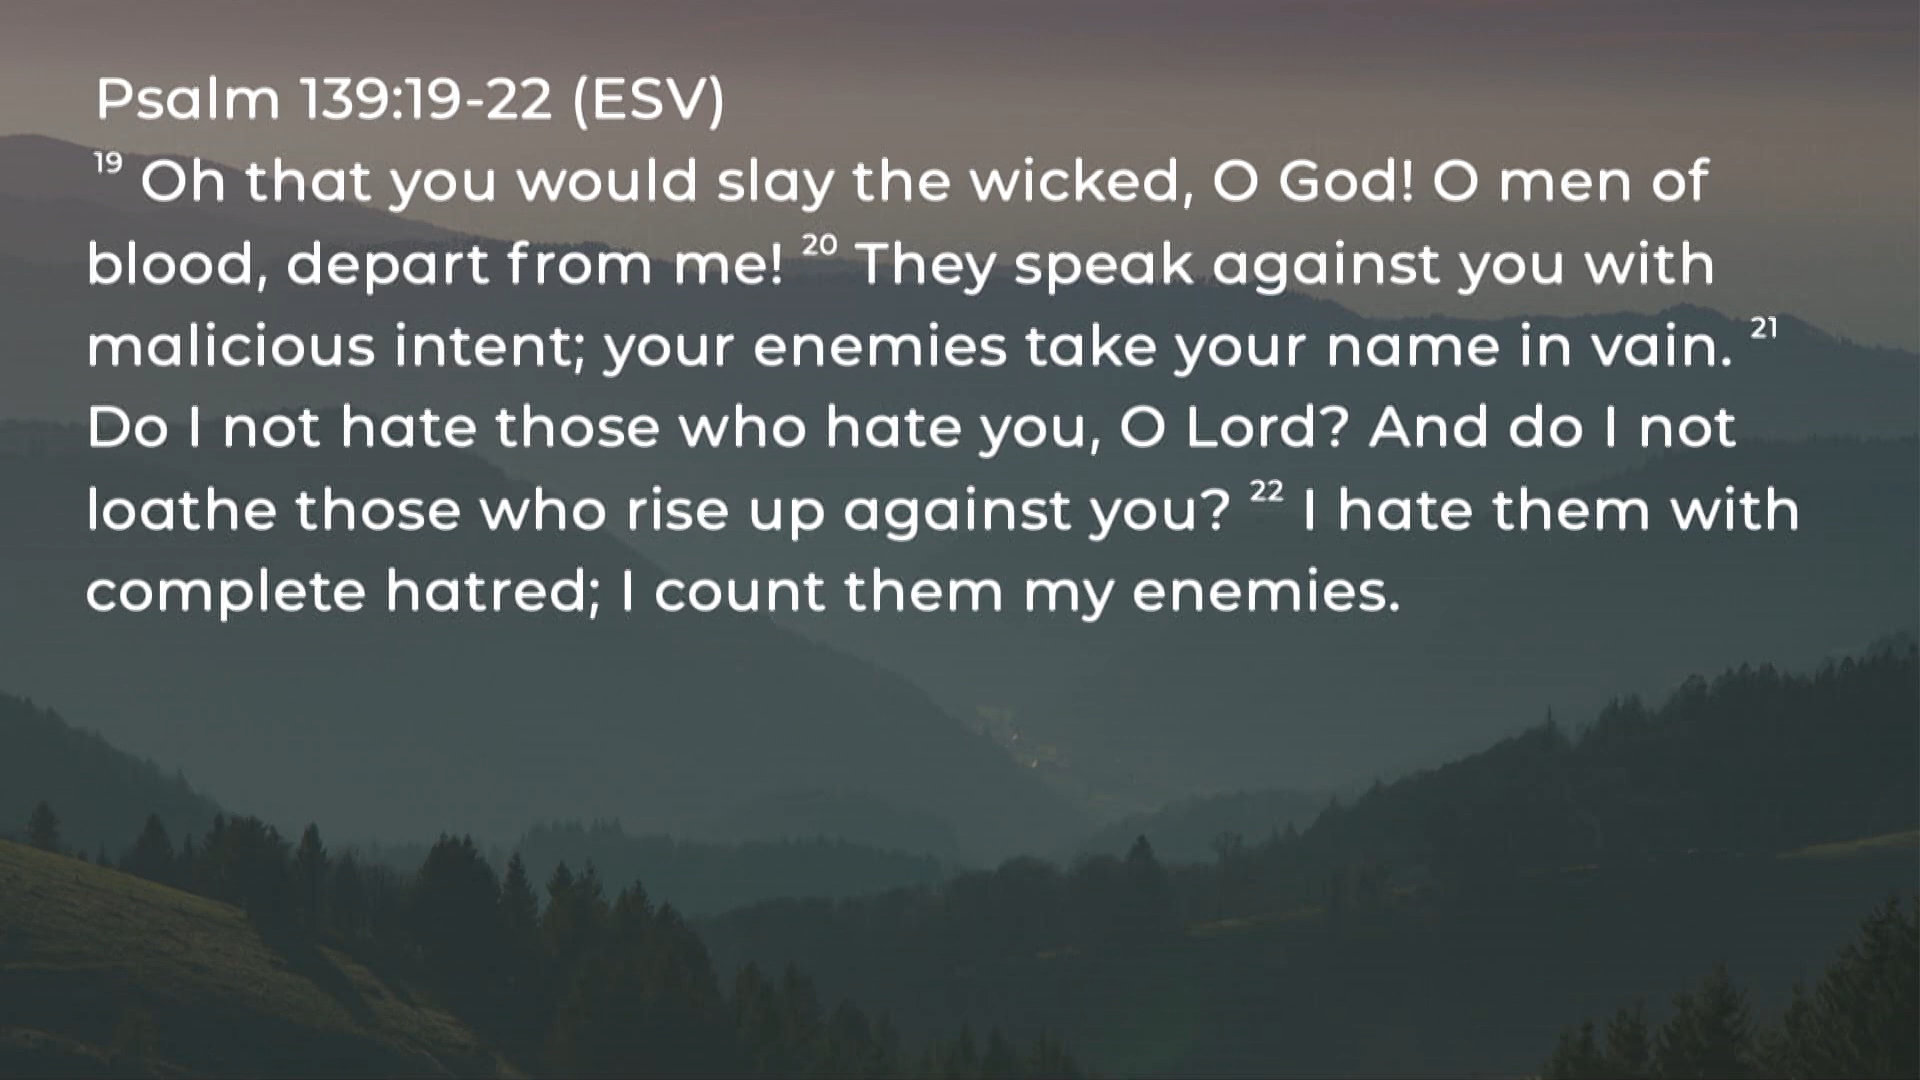 Psalm 139:19-22 (ESV)
19 Oh that you would slay the wicked, O God! O men of
blood, depart from me! 20 They speak against you with
malicious intent; your enemies take your name in vain. 21
Do I not hate those who hate you, O Lord? And do I not
loathe those who rise up against you? 22 I hate them with
complete hatred; I count them my enemies.